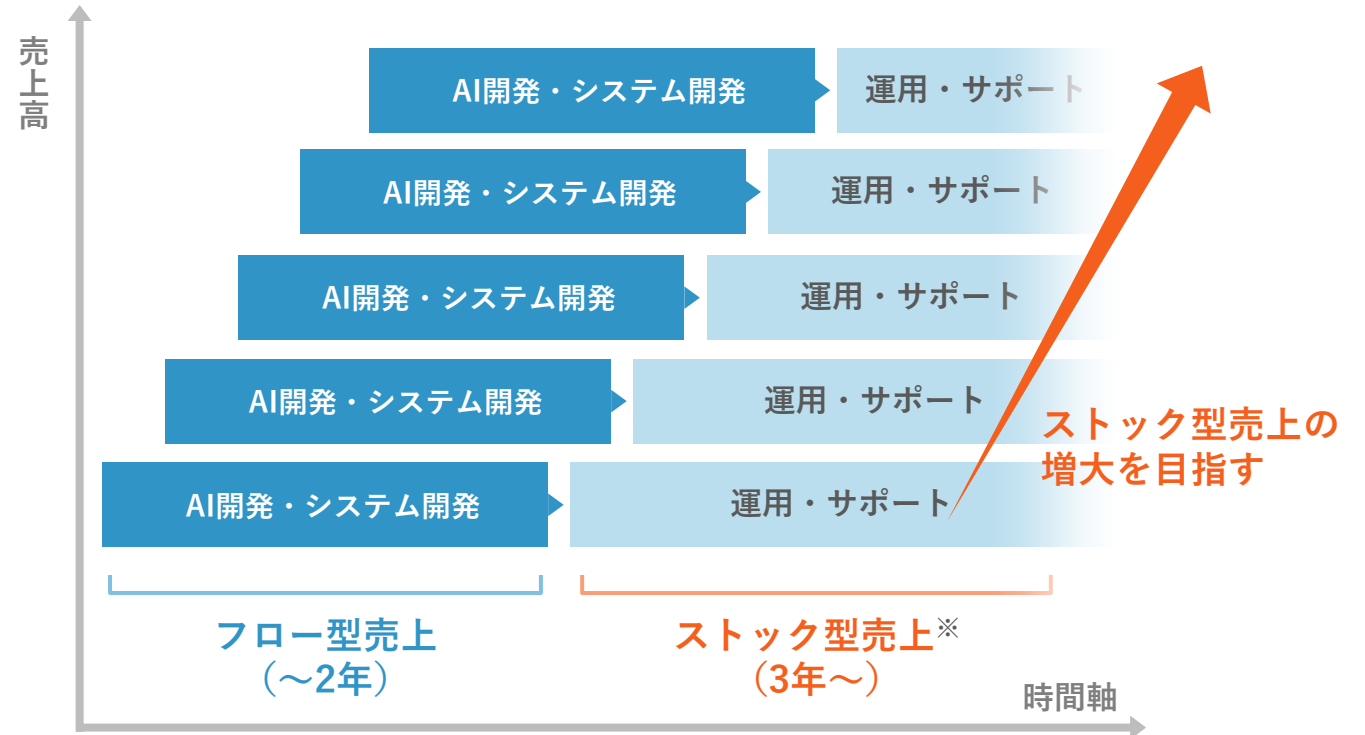 売上高
AI開発・システム開発
運用・サポート
AI開発・システム開発
運用・サポート
AI開発・システム開発
運用・サポート
AI開発・システム開発
運用・サポート
AI開発・システム開発
運用・サポート
ストック型売上の
増大を目指す
フロー型売上
（～2年）
ストック型売上※
（3年～）
時間軸